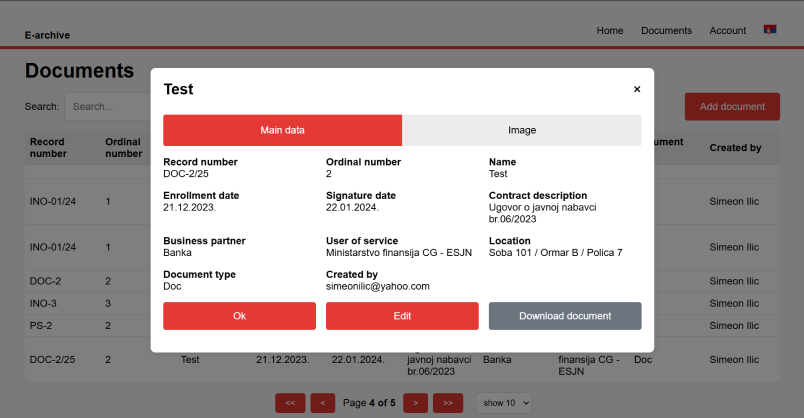 E-archive
Home Documents Account
Documents
Search: Search...
Add document
Record number
Ordinal number
Created by
INO-01/24 1 Simeon Ilic
INO-01/24 1 Simeon Ilic
DOC-2 2 Simeon Ilic
INO-3 3 Simeon Ilic
PS-2 2 Simeon Ilic
DOC-2/25 2 Test 21.12.2023. 22.01.2024. javnoj nabavci br.06/2023 Banka finansija CG - ESJN Doc Simeon Ilic
Test ×
Main data Image
Record number Ordinal number Name
DOC-2/25 2 Test
Enrollment date Signature date Contract description
21.12.2023. 22.01.2024. Ugovor o javnoj nabavci
br.06/2023
Business partner User of service Location
Banka Ministarstvo finansija CG - ESJN Soba 101 / Ormar B / Polica 7
Document type Created by
Doc simeonilic@yahoo.com
Ok Edit Download document
<< < Page 4 of 5 > >> show 10